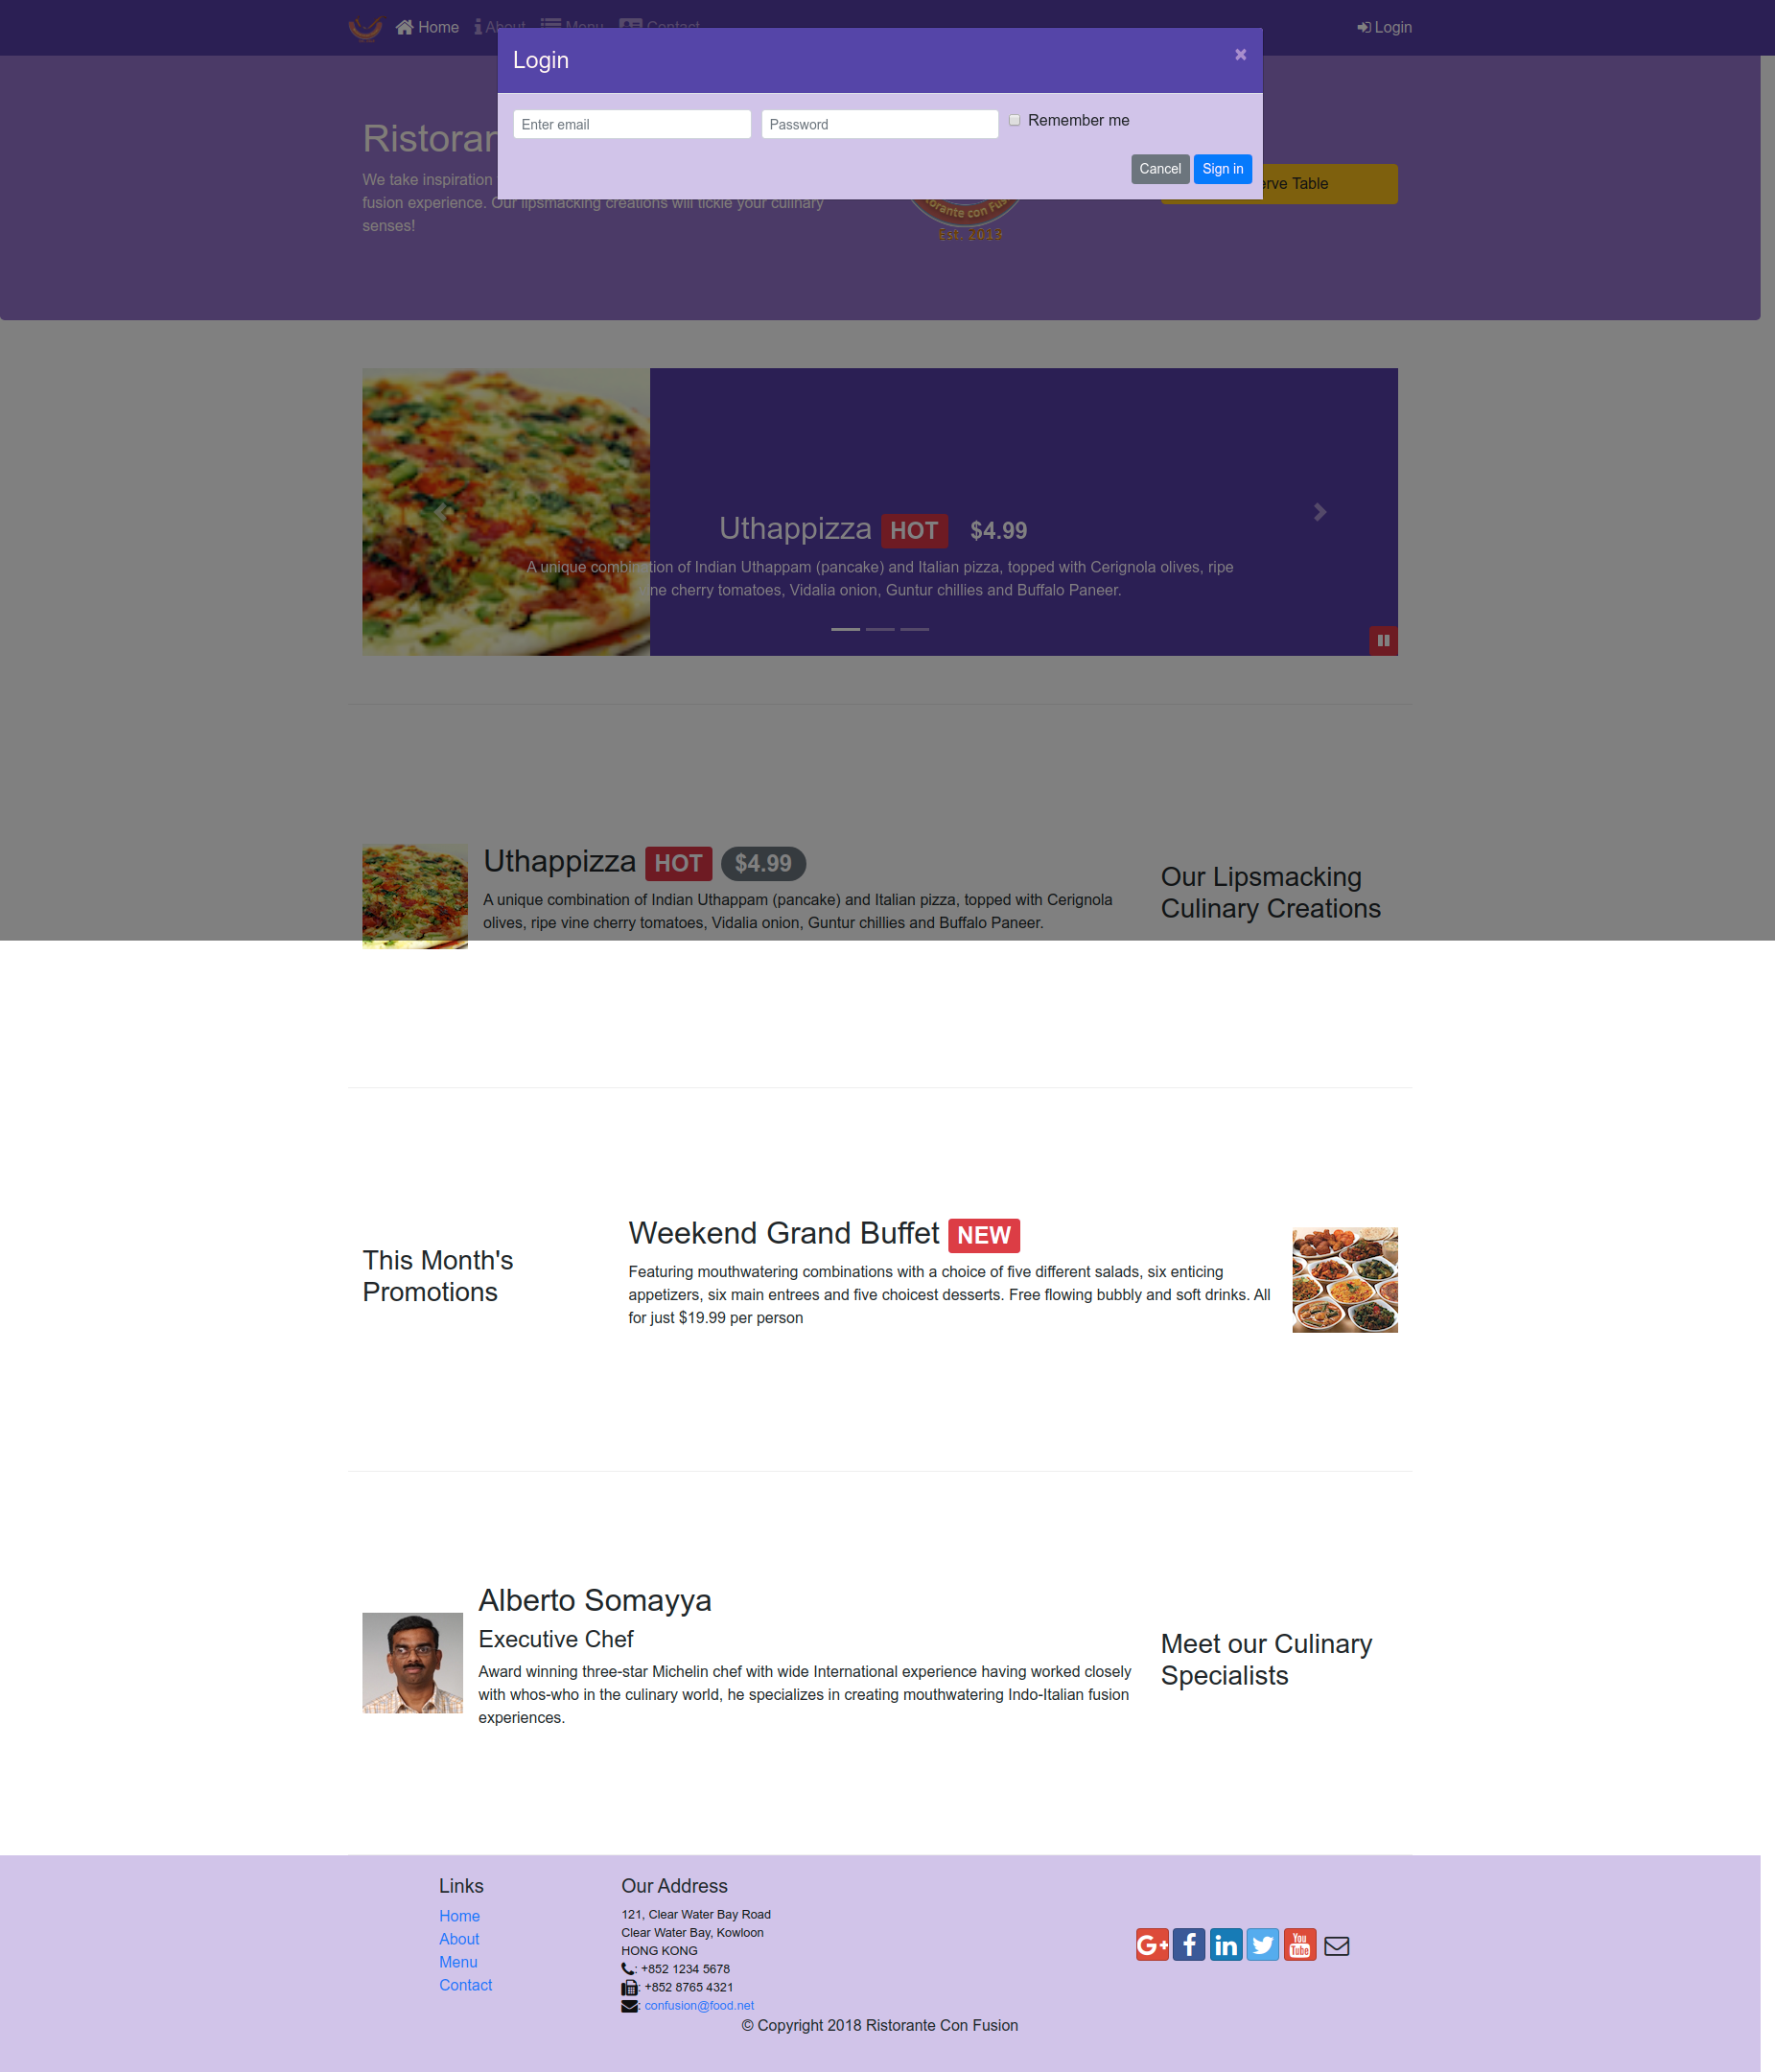 Home About Menu Contact Login
Login ×
Enter email Password Remember me
Cancel Sign in
Ristoran
We take inspiration
fusion experience. Our lipsmacking creations will tickle your culinary
senses!
orante con Fus
Est. 2013
erve Table
Uthappizza HOT $4.99
A unique combination of Indian Uthappam (pancake) and Italian pizza, topped with Cerignola olives, ripe
vine cherry tomatoes, Vidalia onion, Guntur chillies and Buffalo Paneer.
Uthappizza HOT $4.99
A unique combination of Indian Uthappam (pancake) and Italian pizza, topped with Cerignola
olives, ripe vine cherry tomatoes, Vidalia onion, Guntur chillies and Buffalo Paneer.
Our Lipsmacking
Culinary Creations
This Month's
Promotions
Weekend Grand Buffet NEW
Featuring mouthwatering combinations with a choice of five different salads, six enticing
appetizers, six main entrees and five choicest desserts. Free flowing bubbly and soft drinks. All
for just $19.99 per person
Alberto Somayya
Executive Chef
Award winning three-star Michelin chef with wide International experience having worked closely
with whos-who in the culinary world, he specializes in creating mouthwatering Indo-Italian fusion
experiences.
Meet our Culinary
Specialists
Links
Home
About
Menu
Contact
Our Address
121, Clear Water Bay Road
Clear Water Bay, Kowloon
HONG KONG
: +852 1234 5678
: +852 8765 4321
: confusion@food.net
G+ f in You Tube
© Copyright 2018 Ristorante Con Fusion